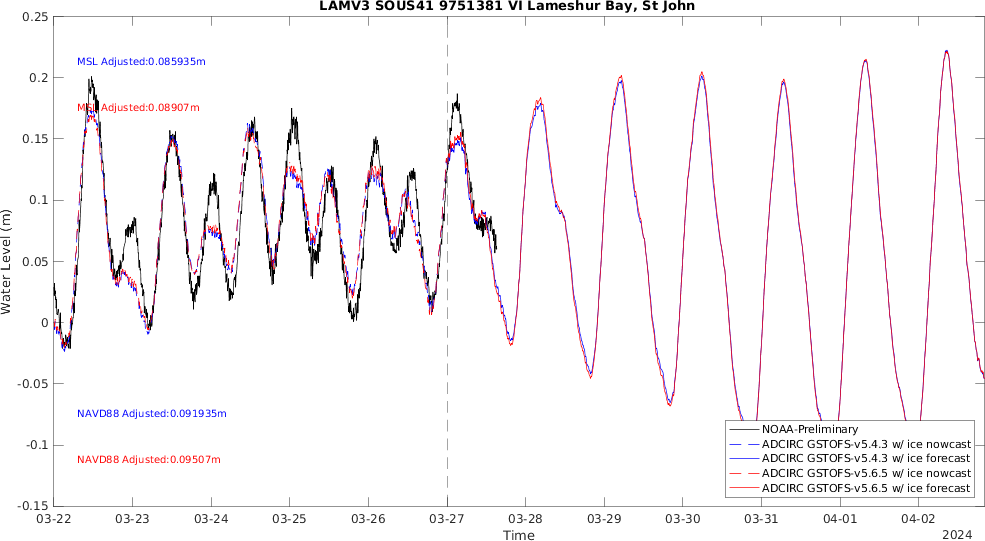 LAMV3 SOUS41 9751381 VI Lameshur Bay, St John
0.25
0.2
0.15
0.1
0.05
0
-0.05
-0.1
-0.15
Water Level (m)
MSL Adjusted:0.085935m
MSL Adjusted:0.08907m
NAVD88 Adjusted:0.091935m
NAVD88 Adjusted:0.09507m
NOAA-Preliminary
ADCIRC GSTOFS-v5.4.3 w/ ice nowcast
ADCIRC GSTOFS-v5.4.3 w/ ice forecast
ADCIRC GSTOFS-v5.6.5 w/ ice nowcast
ADCIRC GSTOFS-v5.6.5 w/ ice forecast
03-22 03-23 03-24 03-25 03-26 03-27 03-28 03-29 03-30 03-31 04-01 04-02
Time
2024